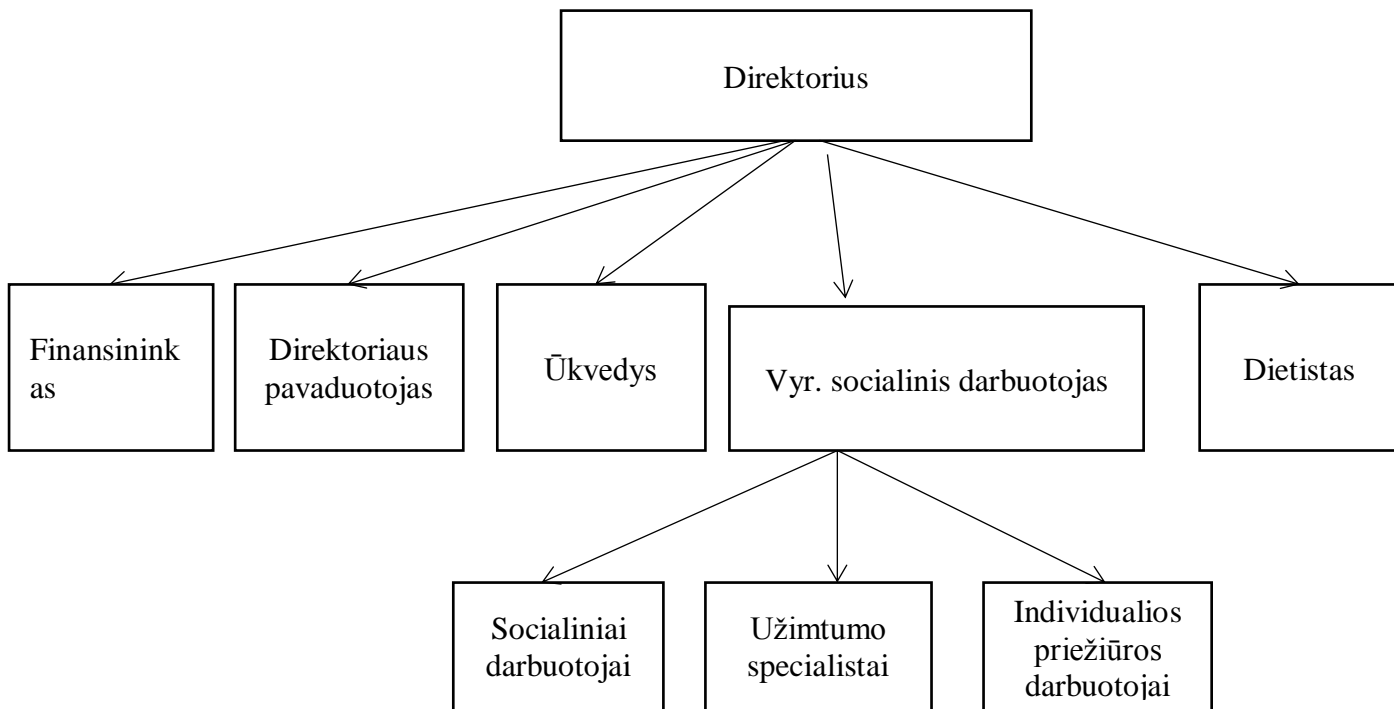 Direktorius
Finansinink
as
Direktoriaus
pavaduotojas
Ūkvedys
Vyr. socialinis darbuotojas
Dietistas
Socialiniai
darbuotojai
Užimtumo
specialistai
Individualios
priežiūros
darbuotojai